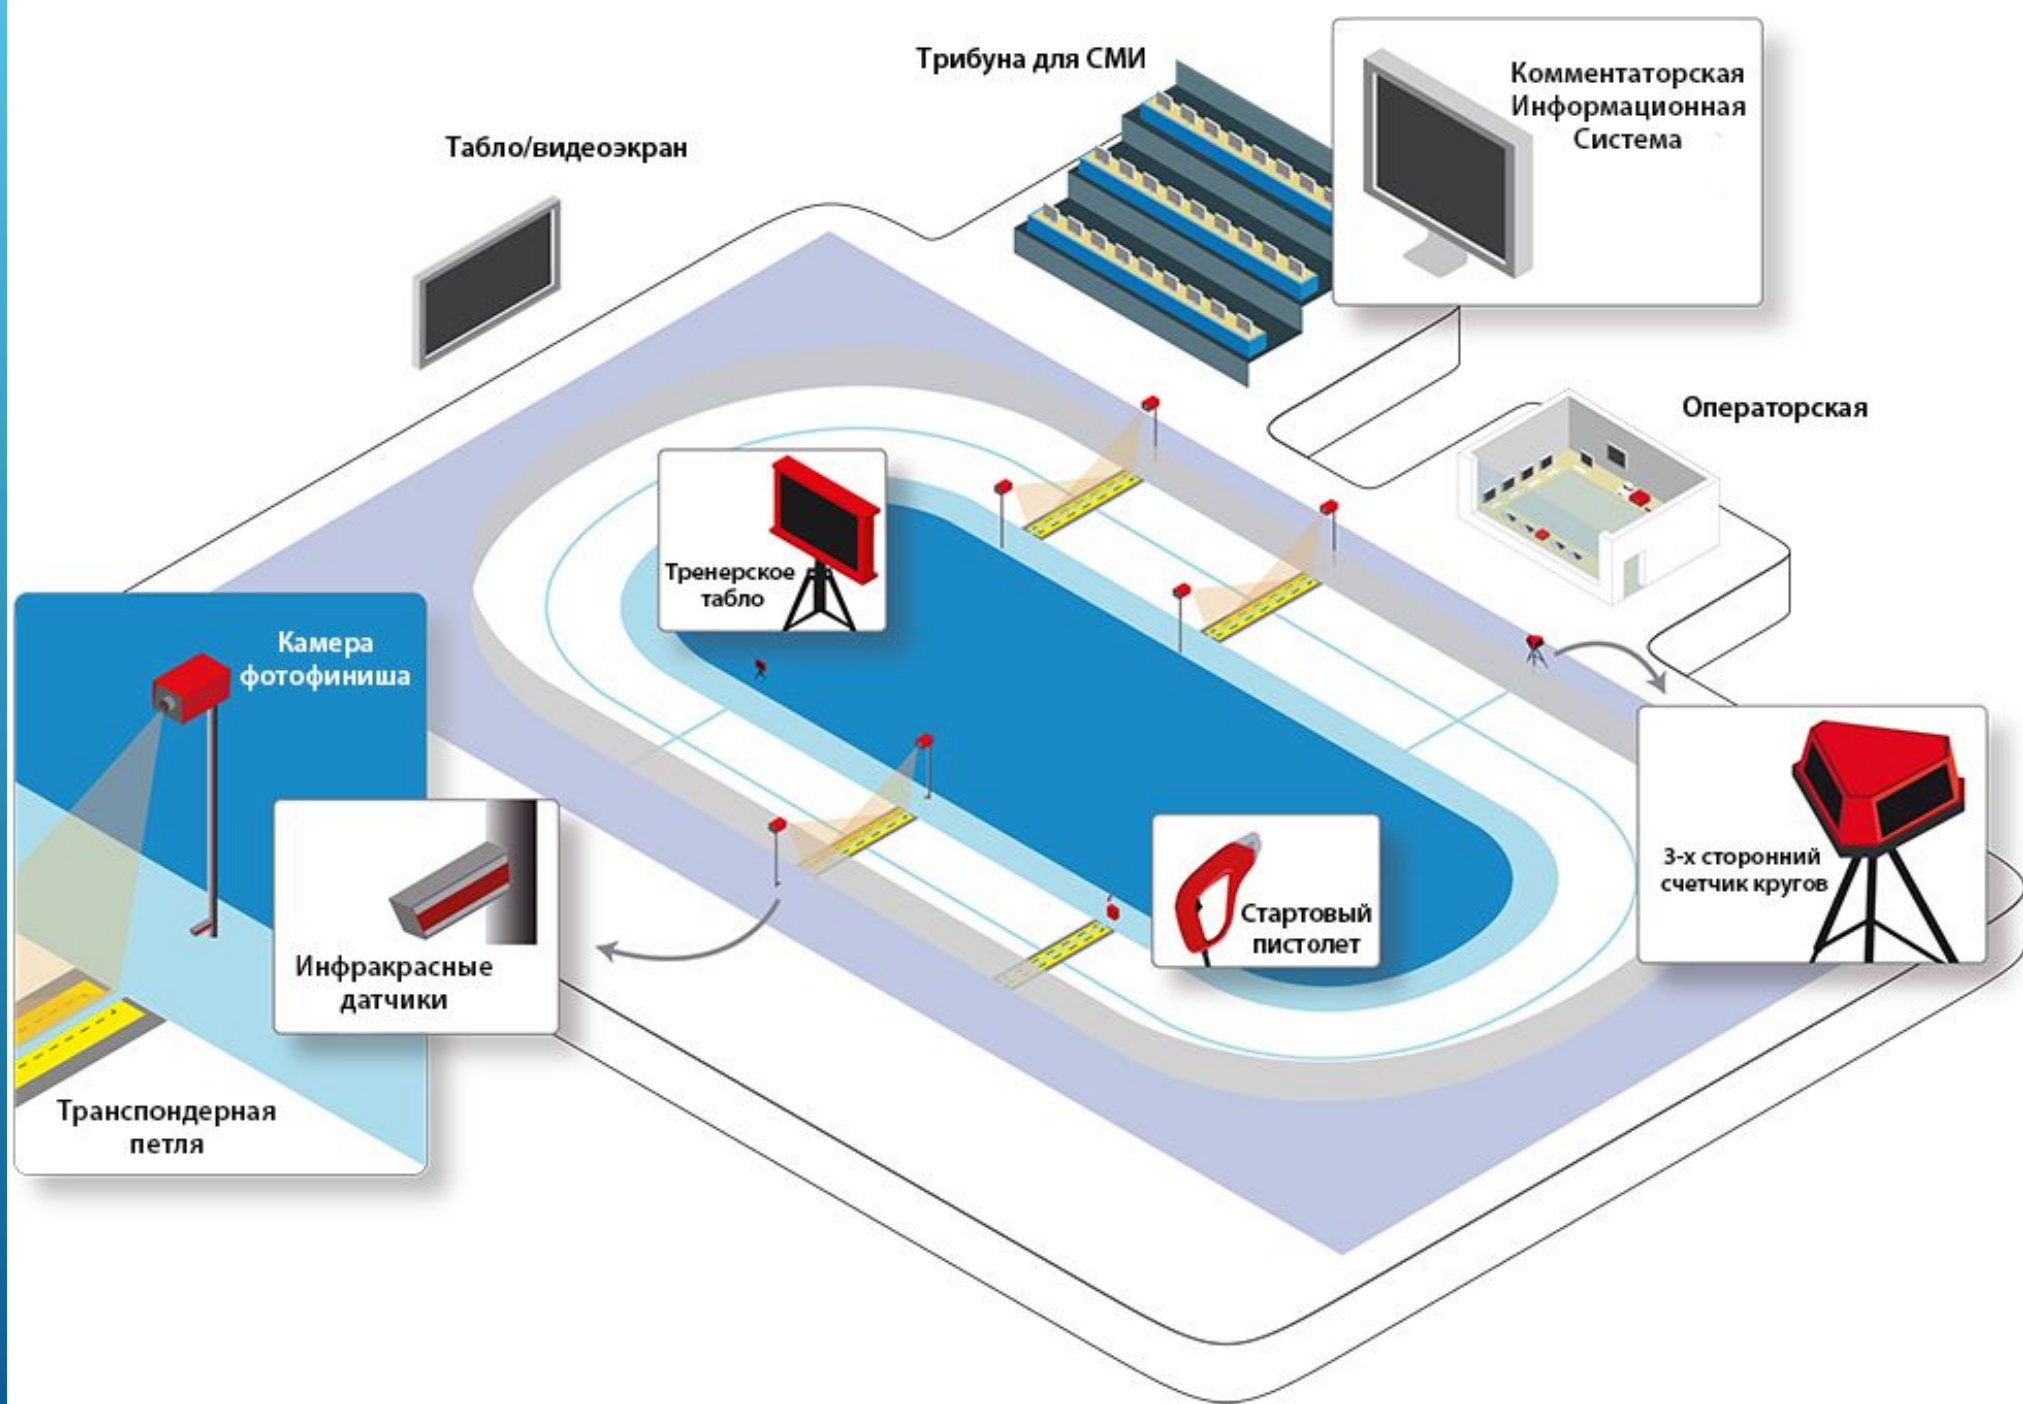 Трибуна для СМИ
Комментаторская
Информационная
Система
Табло/видеоэкран
Операторская
Тренерское
табло
Камера
фотофиниша
3-х сторонний
счетчик кругов
Стартовый
пистолет
Инфракрасные
датчики
Транспондерная
петля